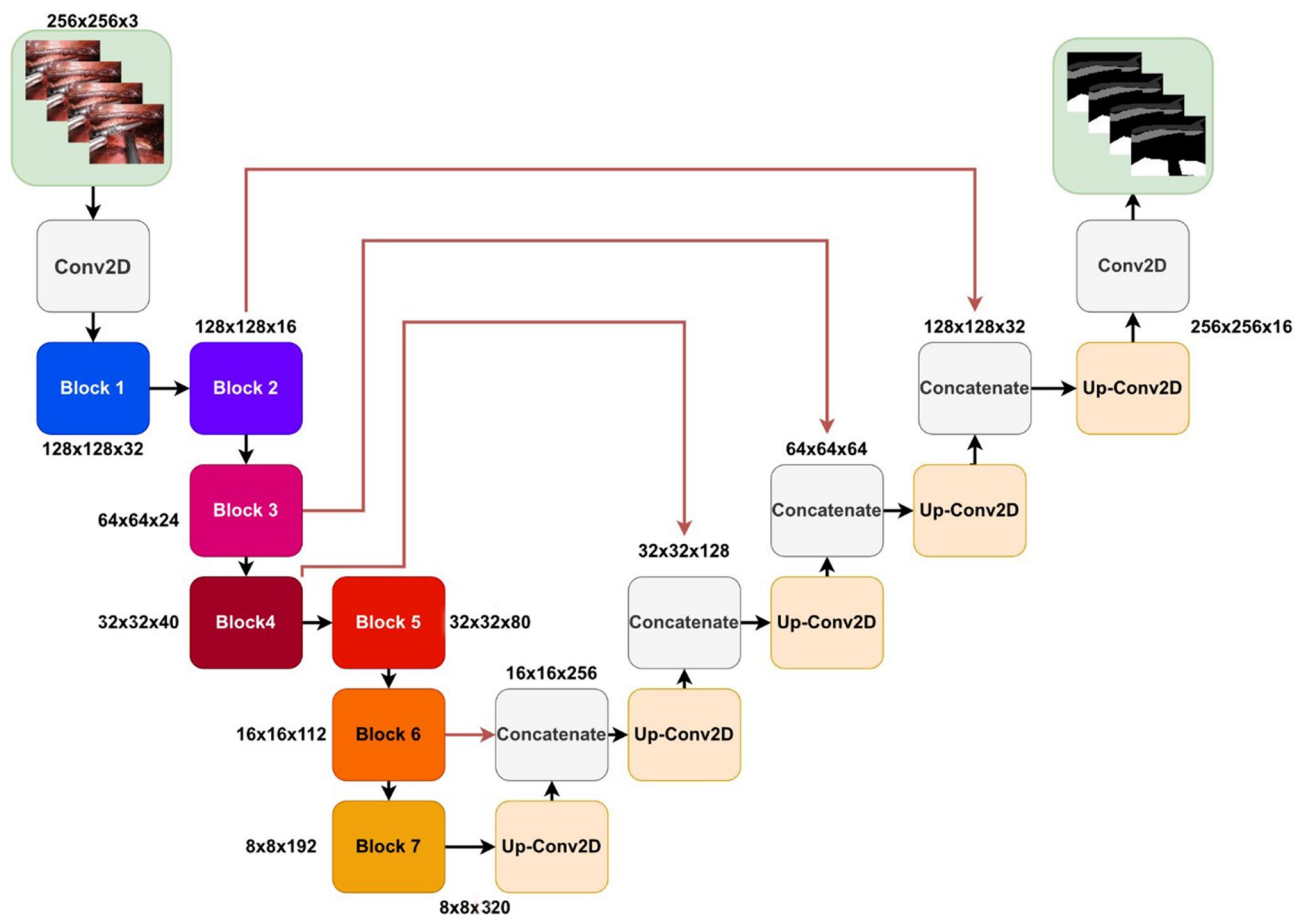 256x256x3
Conv2D
128x128x16
128x128x32
256x256x16
Conv2D
Block 1
Block 2
Concatenate
Up-Conv2D
128x128x32
64x64x64
64x64x24
Block 3
Concatenate
Up-Conv2D
32x32x128
32x32x40
Block4
Block 5
32x32x80
Concatenate
Up-Conv2D
16x16x256
16x16x112
Block 6
Concatenate
Up-Conv2D
8x8x192
Block 7
Up-Conv2D
8x8x320